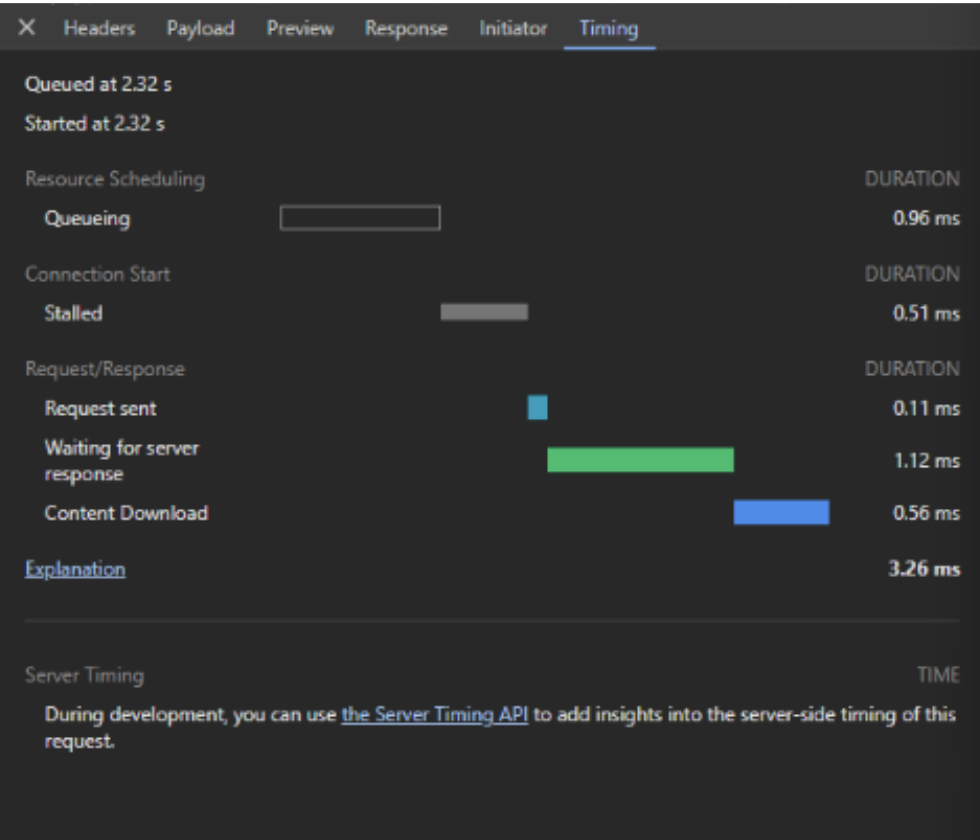 Headers Payload Preview Response Initiator Timing
Queued at 2.32 s
Started at 2.32 s
Resource Scheduling DURATION
Queueing 0.96 ms
Connection Start DURATION
Stalled 0.51 ms
Request/Response DURATION
Request sent 0.11 ms
Waiting for server
response 1.12 ms
Content Download 0.56 ms
Explanation 3.26 ms
Server Timing TIME
During development, you can use the Server Timing API to add insights into the server-side timing of this
request.